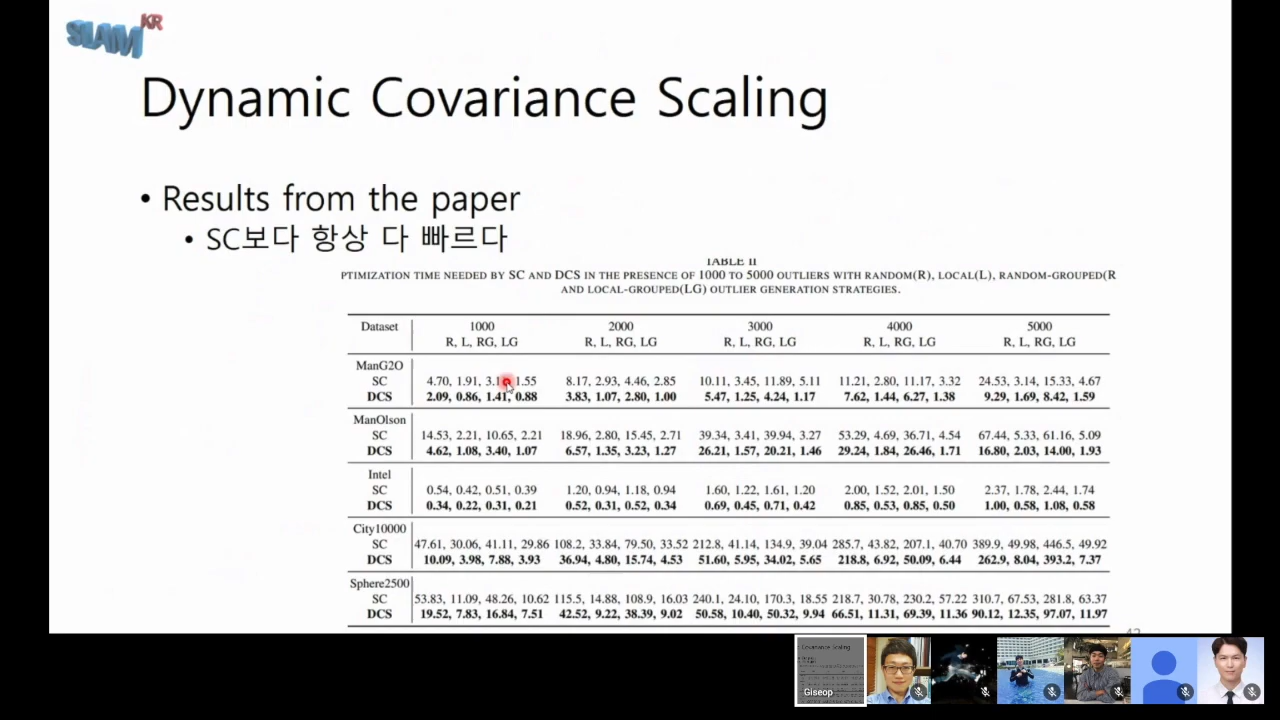 SLAM KR
Dynamic Covariance Scaling
• Results from the paper
• SC보다 항상 다 빠르다
TABLE II
PTIMIZATION TIME NEEDED BY SC AND DCS IN THE PRESENCE OF 1000 TO 5000 OUTLIERS WITH RANDOM(R), LOCAL(L), RANDOM-GROUPED(R
AND LOCAL-GROUPED(LG) OUTLIER GENERATION STRATEGIES.
Dataset 1000 2000 3000 4000 5000
R, L, RG, LG R, L, RG, LG R, L, RG, LG R, L, RG, LG R, L, RG, LG
ManG2O
SC 4.70, 1.91, 1.55 8.17, 2.93, 4.46, 2.85 10.11, 3.45, 11.89, 5.11 11.21, 2.80, 11.17, 3.32 24.53, 3.14, 15.33, 4.67
DCS 2.09, 0.86, 1.41, 0.88 3.83, 1.07, 2.80, 1.00 5.47, 1.25, 4.24, 1.17 7.62, 1.44, 6.27, 1.38 9.29, 1.69, 8.42, 1.59
ManOlson
SC 14.53, 2.21, 10.65, 2.21 18.96, 2.80, 15.45, 2.71 39.34, 3.41, 39.94, 3.27 53.29, 4.69, 36.71, 4.54 67.44, 5.33, 61.16, 5.09
DCS 4.62, 1.08, 3.40, 1.07 6.57, 1.35, 3.23, 1.27 26.21, 1.57, 20.21, 1.46 29.24, 1.84, 26.46, 1.71 16.80, 2.03, 14.00, 1.93
Intel
SC 0.54, 0.42, 0.51, 0.39 1.20, 0.94, 1.18, 0.94 1.60, 1.22, 1.61, 1.20 2.00, 1.52, 2.01, 1.50 2.37, 1.78, 2.44, 1.74
DCS 0.34, 0.22, 0.31, 0.21 0.52, 0.31, 0.52, 0.34 0.69, 0.45, 0.71, 0.42 0.85, 0.53, 0.85, 0.50 1.00, 0.58, 1.08, 0.58
City10000
SC 47.61, 30.06, 41.11, 29.86 108.2, 33.84, 79.50, 33.52 212.8, 41.14, 134.9, 39.04 285.7, 43.82, 207.1, 40.70 389.9, 49.98, 446.5, 49.92
DCS 10.09, 3.98, 7.88, 3.93 36.94, 4.80, 15.74, 4.53 51.60, 5.95, 34.02, 5.65 218.8, 6.92, 50.09, 6.44 262.9, 8.04, 393.2, 7.37
Sphere2500
SC 53.83, 11.09, 48.26, 10.62 115.5, 14.88, 108.9, 16.03 240.1, 24.10, 170.3, 18.55 218.7, 30.78, 230.2, 57.22 310.7, 67.53, 281.8, 63.37
DCS 19.52, 7.83, 16.84, 7.51 42.52, 9.22, 38.39, 9.02 50.58, 10.40, 50.32, 9.94 66.51, 11.31, 69.39, 11.36 90.12, 12.35, 97.07, 11.97
Giseop